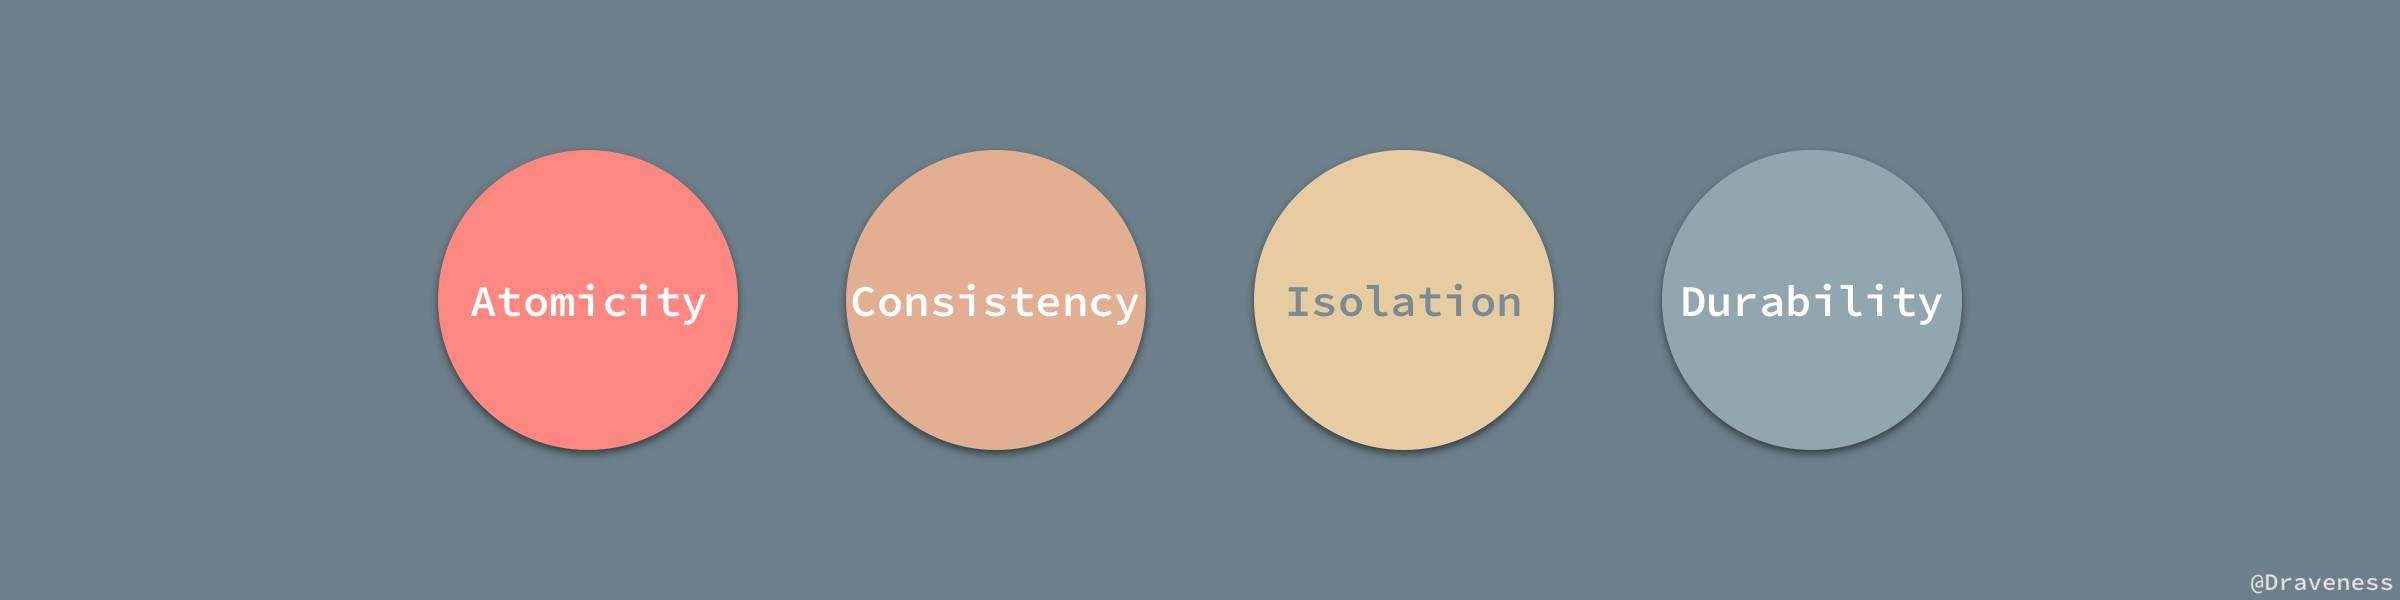 Atomicity
Consistency
Isolation
Durability
@Draveness